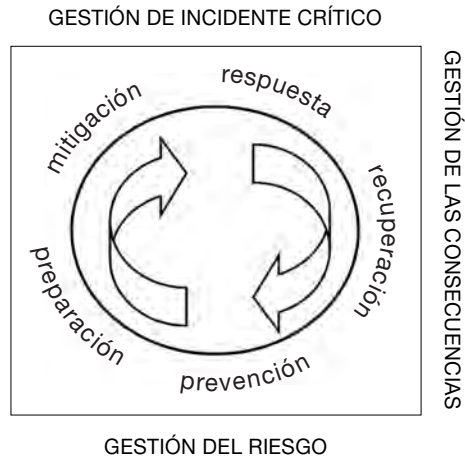 GESTIÓN DE INCIDENTE CRÍTICO
mitigación
respuesta
recuperación
GESTIÓN DE LAS CONSECUENCIAS
preparación
prevención
GESTIÓN DEL RIESGO